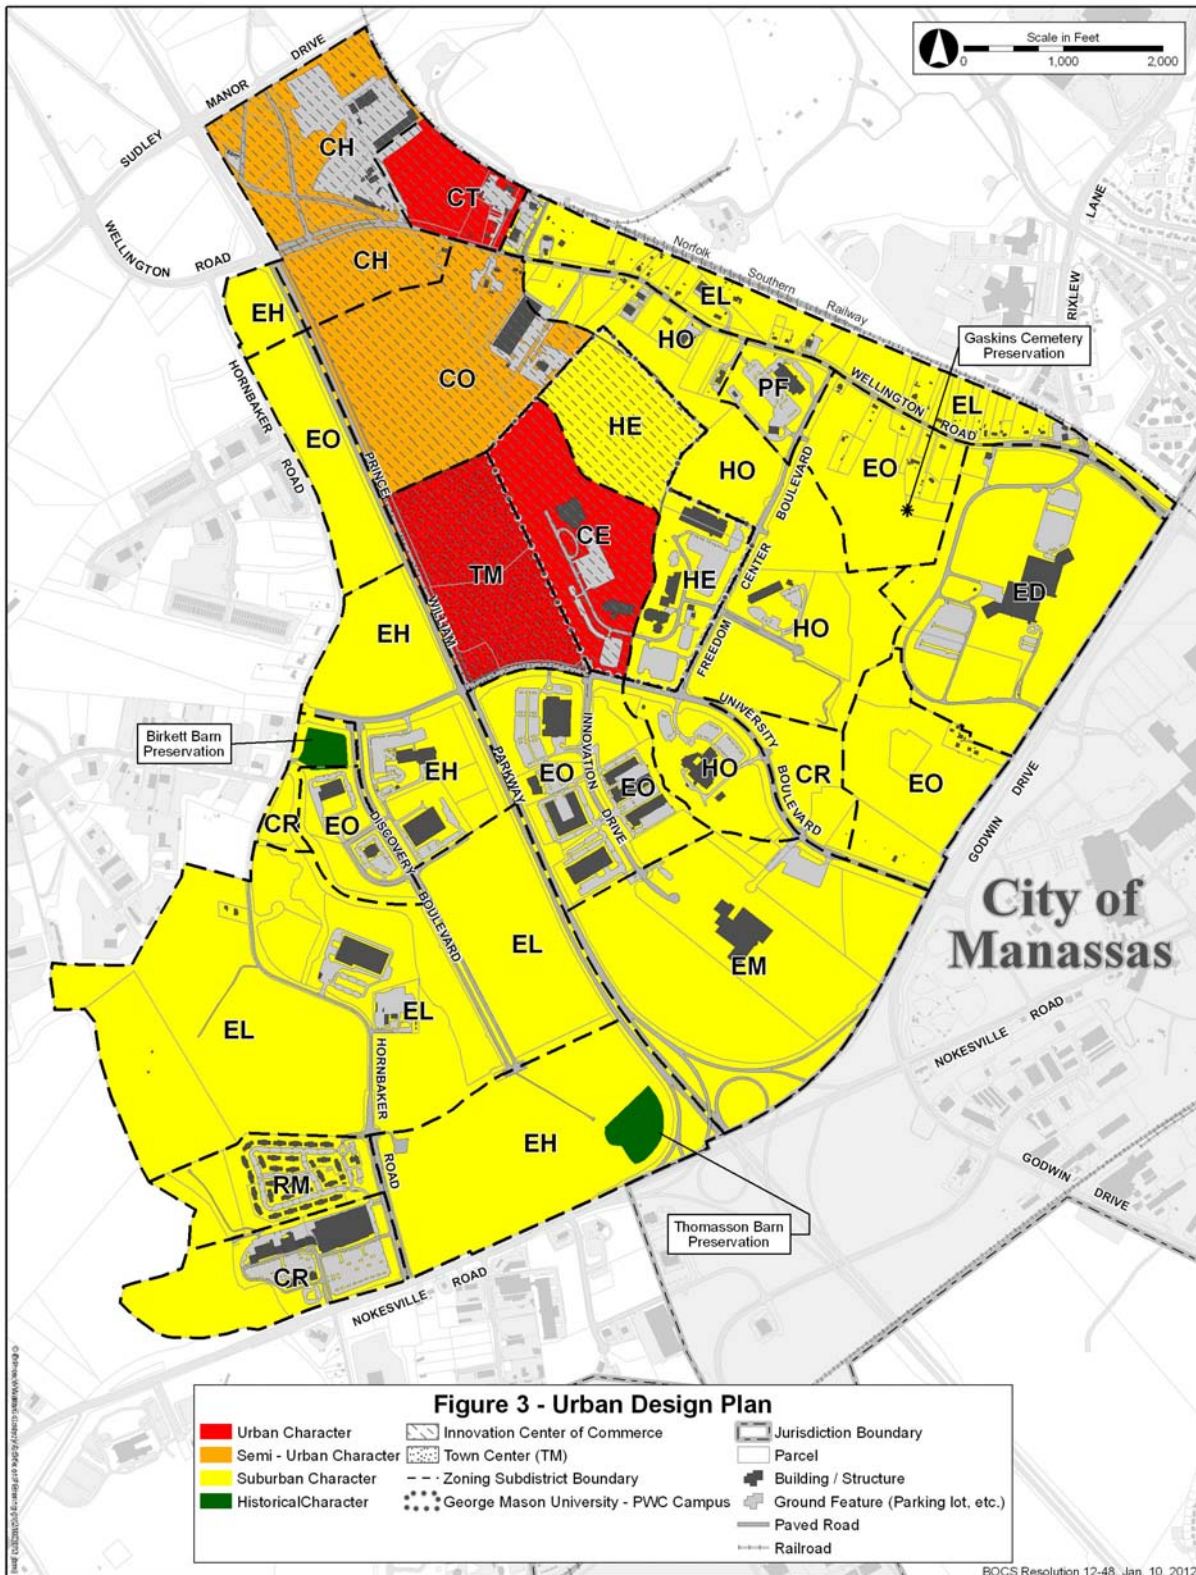 Scale in Feet
0 1,000 2,000
SUDLEY MANOR DRIVE
CH
CT
WELLINGTON ROAD
CH
Norfolk Southern Railway
LANE
RIXLEW
EH
EL
HO
Gaskins Cemetery
Preservation
HORNBAKER ROAD
CO
PF
WELLINGTON ROAD
EL
EO
PRINCE WILLIAM PARKWAY
HE
HO
EO
FREEDOM CENTER BOULEVARD
CE
TM
HE
ED
HO
EH
UNIVERSITY BOULEVARD
Birkett Barn
Preservation
INNOVATION DRIVE
EH
EO
EO
HO
CR
EO
CR
EO
DISCOVERY BOULEVARD
GODWIN DRIVE
City of
Manassas
EL
EM
EL
EL
HORNBAKER ROAD
NOKESVILLE ROAD
EH
RM
GODWIN DRIVE
Thomasson Barn
Preservation
CR
NOKESVILLE ROAD
Figure 3 - Urban Design Plan
Urban Character
Semi - Urban Character
Suburban Character
HistoricalCharacter
Innovation Center of Commerce
Town Center (TM)
Zoning Subdistrict Boundary
George Mason University - PWC Campus
Jurisdiction Boundary
Parcel
Building / Structure
Ground Feature (Parking lot, etc.)
Paved Road
Railroad
BOCS Resolution 12-48, Jan. 10, 2012